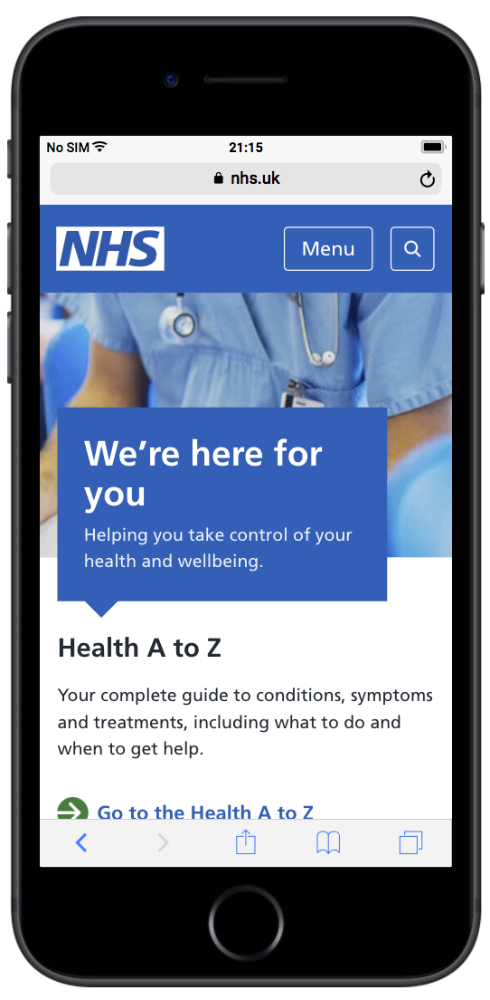 No SIM 21:15
nhs.uk
NHS Menu
We’re here for
you
Helping you take control of your
health and wellbeing.
Health A to Z
Your complete guide to conditions, symptoms
and treatments, including what to do and
when to get help.
Go to the Health A to Z